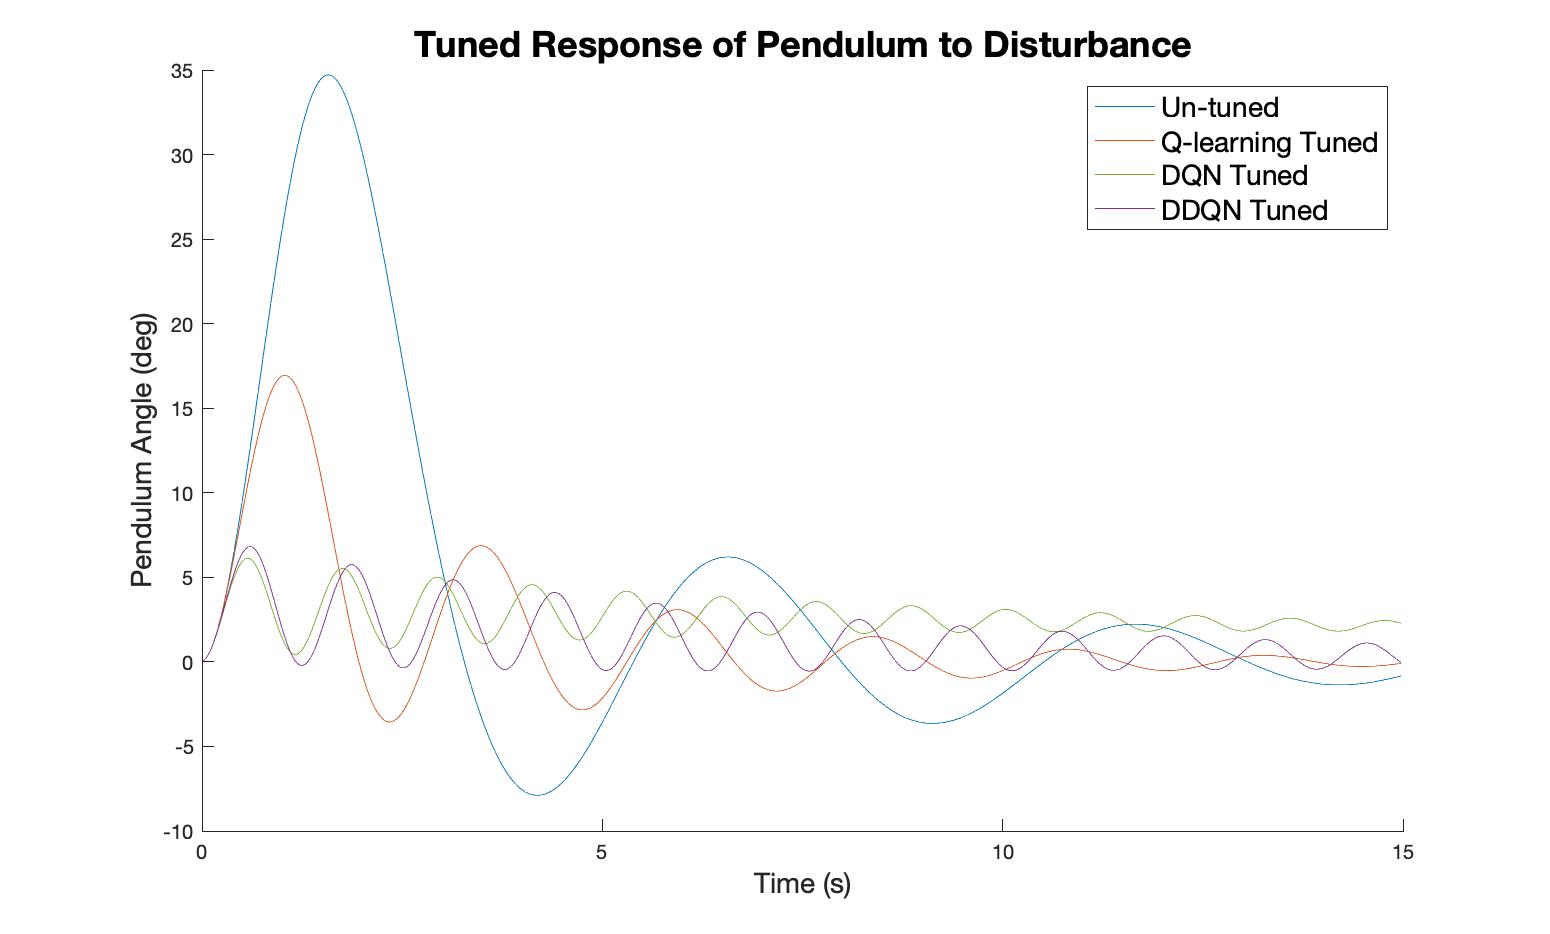 Tuned Response of Pendulum to Disturbance
Un-tuned
Q-learning Tuned
DQN Tuned
DDQN Tuned
Pendulum Angle (deg)
35
30
25
20
15
10
5
0
-5
-10
0
5
10
15
Time (s)